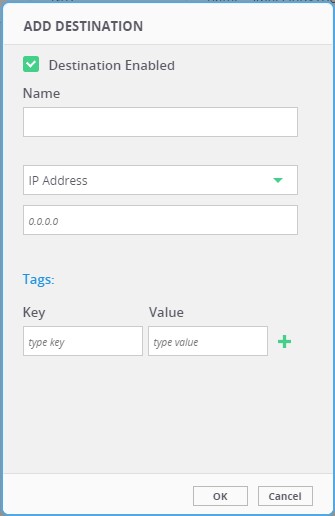 ADD DESTINATION
Destination Enabled
Name
IP Address
0.0.0.0
Tags:
Key Value
type key type value
OK Cancel